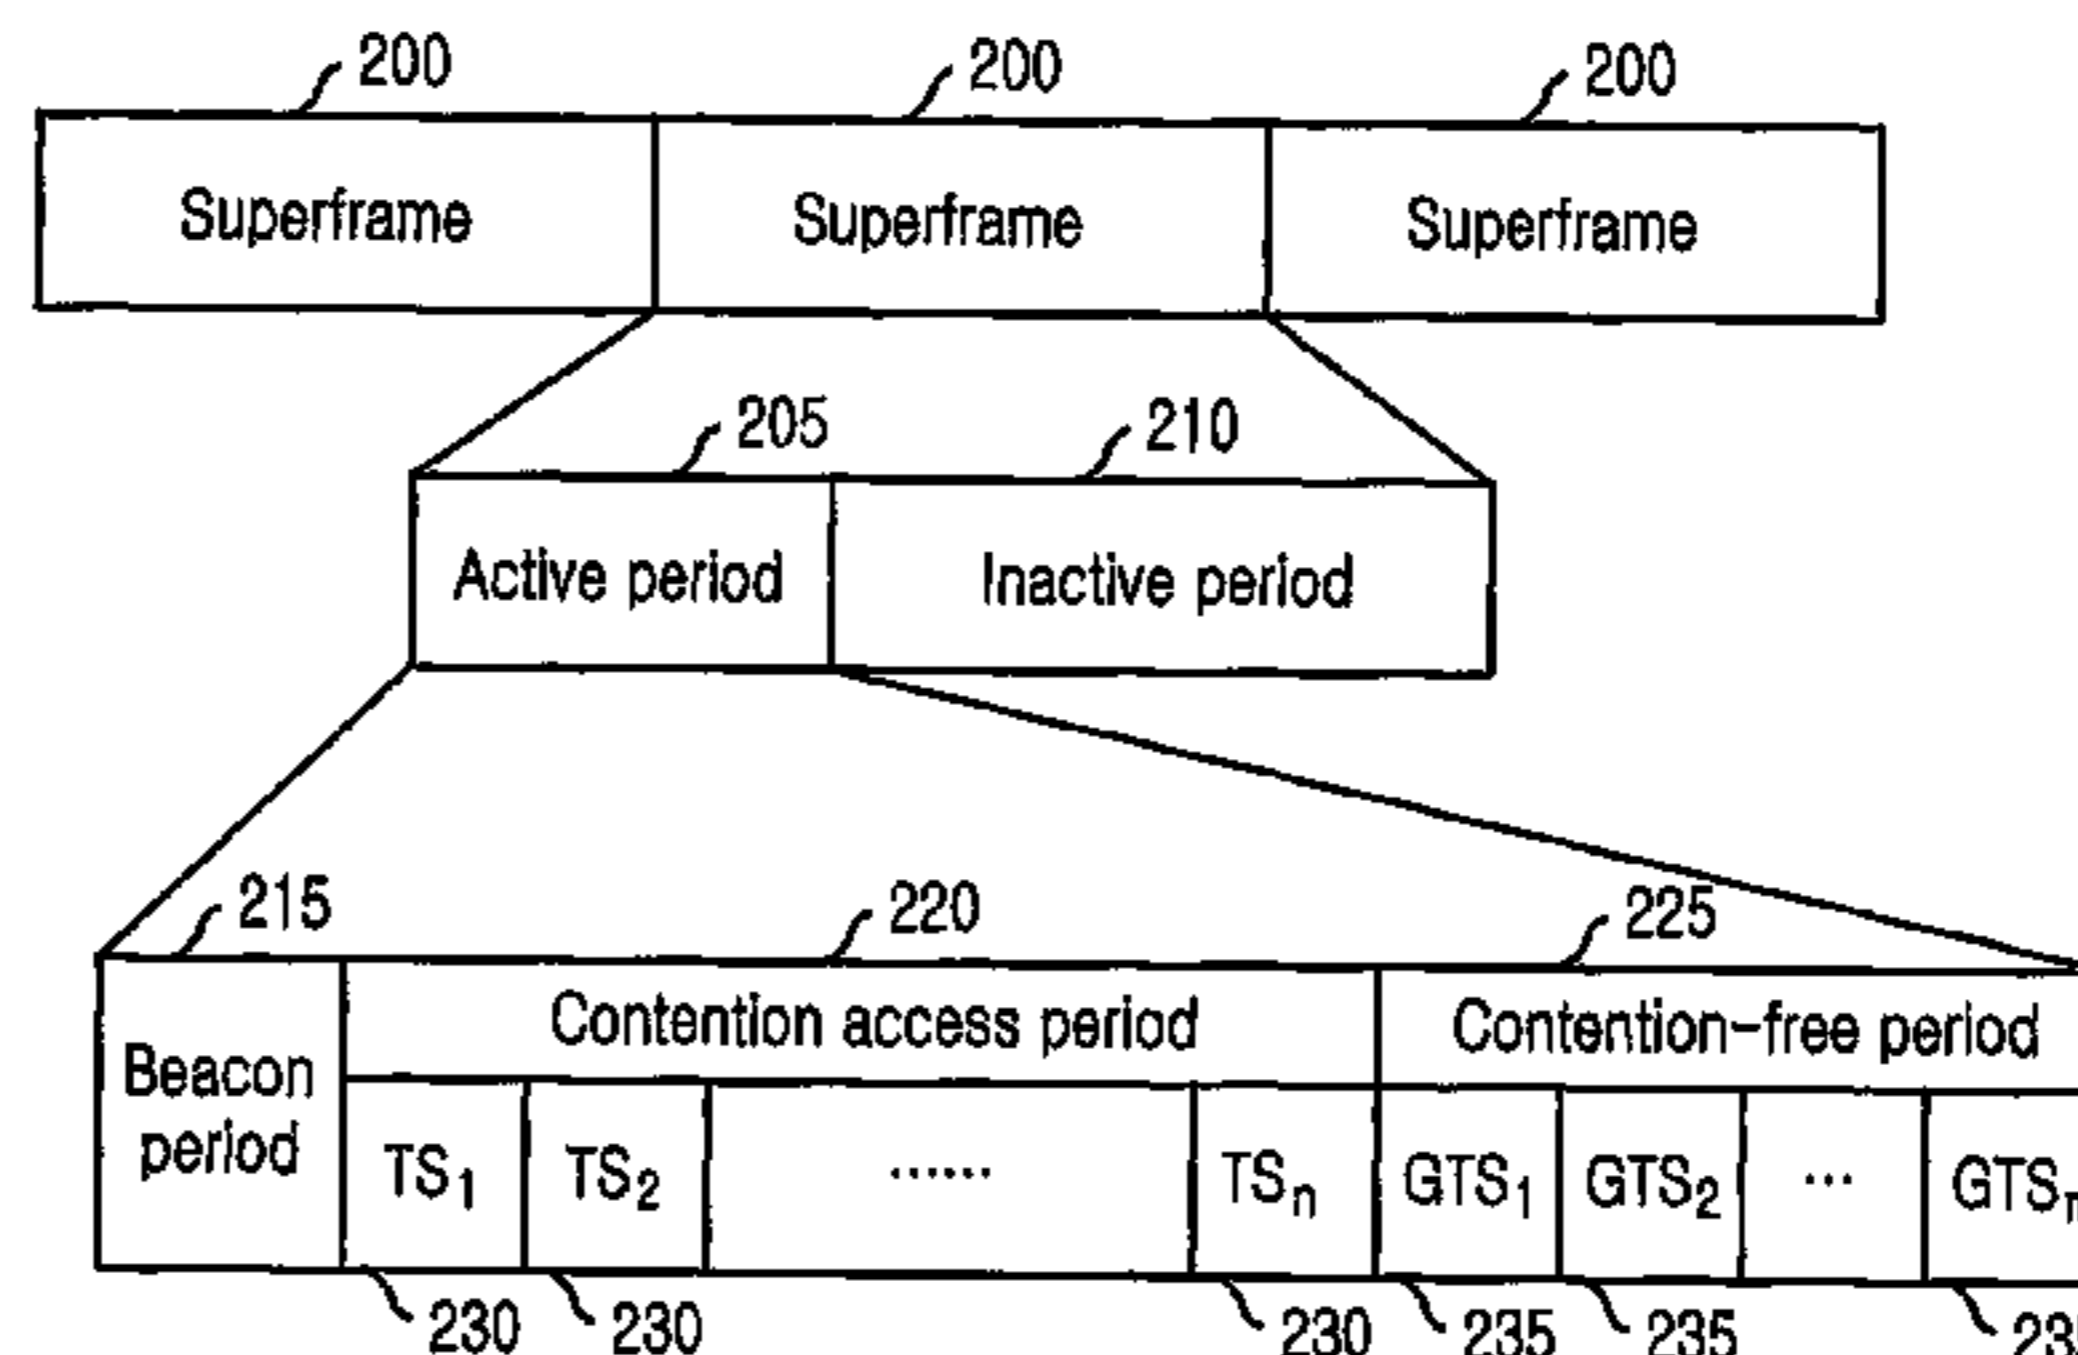 200 200 200
Superframe Superframe Superframe
205 210
Active period Inactive period
215 220 225
Beacon period
Contention access period Contention-free period
TS1 TS2 ...... TSn GTS1 GTS2 ... GTS
230 230 230 235 235